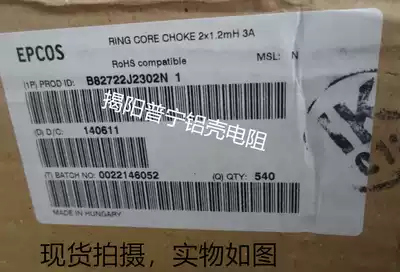 EPCOS
RING CORE CHOKE 2x1.2mH 3A
RoHS compatible
MSL: N
(1P) PROD ID: B82722J2302N 1
揭阳普宁铝壳电阻
(D) D/C: 140611
(T) BATCH NO: 0022146052
(Q) QTY: 540
MADE IN HUNGARY
现货拍摄，实物如图